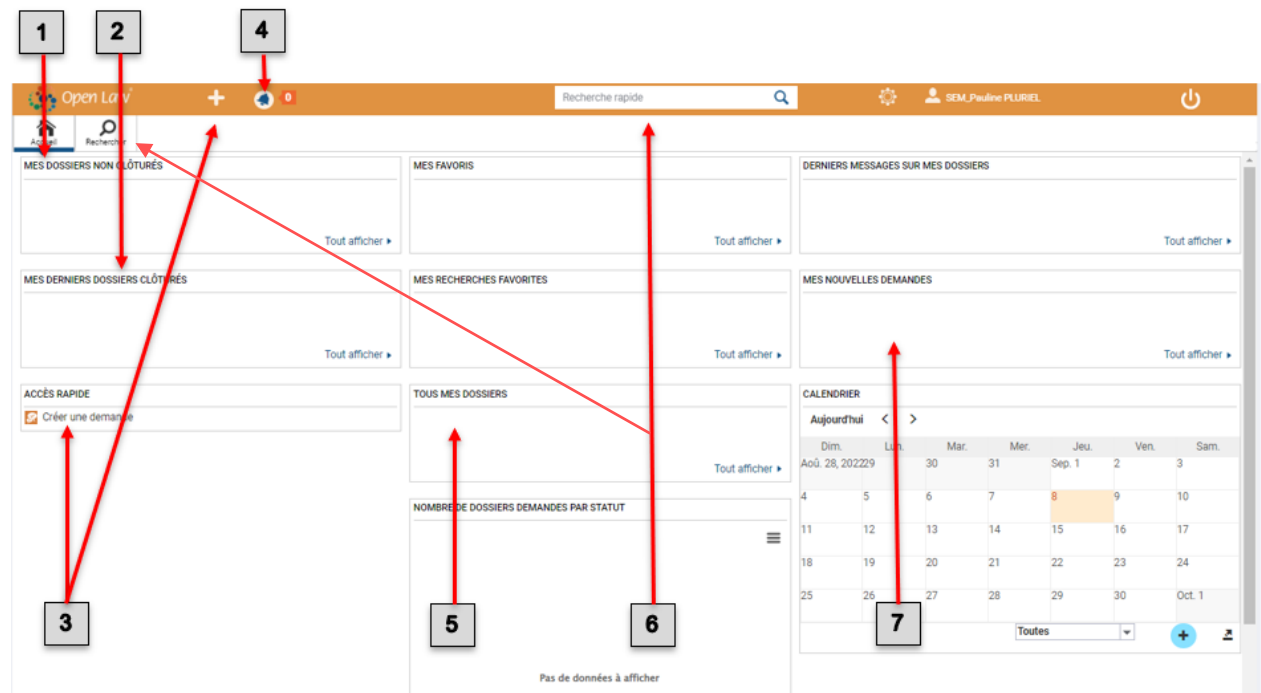 1
2
4
Open Law
0
Recherche rapide
SEM_Pauline PLURIEL
Accueil
Rechercher
MES DOSSIERS NON CLÔTURÉS
MES FAVORIS
DERNIERS MESSAGES SUR MES DOSSIERS
Tout afficher
Tout afficher
Tout afficher
MES DERNIERS DOSSIERS CLÔTURÉS
MES RECHERCHES FAVORITES
MES NOUVELLES DEMANDES
Tout afficher
Tout afficher
Tout afficher
ACCÈS RAPIDE
Créer une demande
TOUS MES DOSSIERS
Tout afficher
NOMBRE DE DOSSIERS DEMANDES PAR STATUT
Pas de données à afficher
CALENDRIER
Aujourd'hui < >
Dim. Lun. Mar. Mer. Jeu. Ven. Sam.
Aoû. 28, 2022 29 30 31 Sep. 1 2 3
4 5 6 7 8 9 10
11 12 13 14 15 16 17
18 19 20 21 22 23 24
25 26 27 28 29 30 Oct. 1
Toutes
3
5
6
7